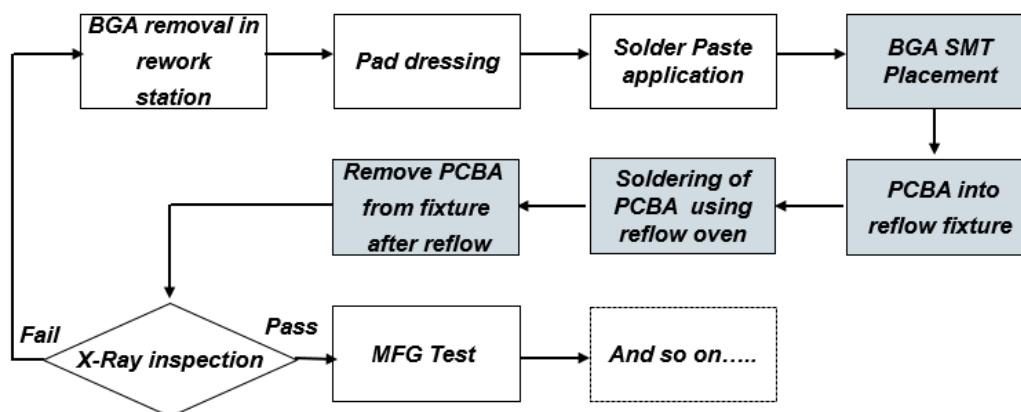 BGA removal in
rework
station
Pad dressing
Solder Paste
application
BGA SMT
Placement
PCBA into
reflow fixture
Soldering of
PCBA using
reflow oven
Remove PCBA
from fixture
after reflow
X-Ray inspection
Fail
Pass
MFG Test
And so on…..